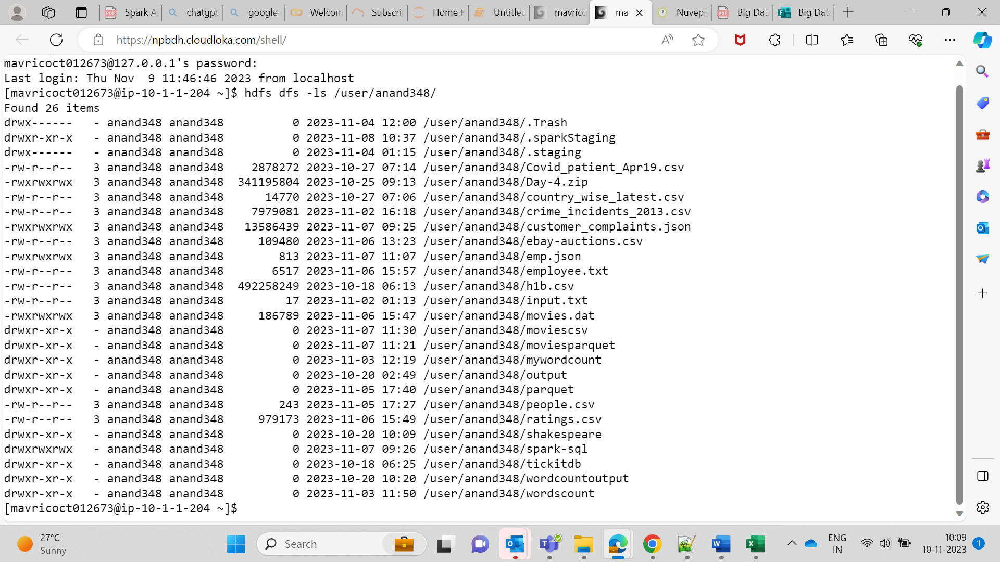 Spark A
chatgpt
google
Welcom
Subscri
Home P
Untitled
mavrico
ma
Nuvepr
Big Data
Big Dat
https://npbdh.cloudloka.com/shell/
mavricoct012673@127.0.0.1's password:
Last login: Thu Nov  9 11:46:46 2023 from localhost
[mavricoct012673@ip-10-1-1-204 ~]$ hdfs dfs -ls /user/anand348/
Found 26 items
drwx------   - anand348 anand348          0 2023-11-04 12:00 /user/anand348/.Trash
drwxr-xr-x   - anand348 anand348          0 2023-11-08 10:37 /user/anand348/.sparkStaging
drwx------   - anand348 anand348          0 2023-11-04 01:15 /user/anand348/.staging
-rw-r--r--   3 anand348 anand348    2878272 2023-10-27 07:14 /user/anand348/Covid_patient_Apr19.csv
-rwxrwxrwx   3 anand348 anand348  341195804 2023-10-25 09:13 /user/anand348/Day-4.zip
-rw-r--r--   3 anand348 anand348      14770 2023-10-27 07:06 /user/anand348/country_wise_latest.csv
-rw-r--r--   3 anand348 anand348    7979081 2023-11-02 16:18 /user/anand348/crime_incidents_2013.csv
-rwxrwxrwx   3 anand348 anand348   13586439 2023-11-07 09:25 /user/anand348/customer_complaints.json
-rw-r--r--   3 anand348 anand348     109480 2023-11-06 13:23 /user/anand348/ebay-auctions.csv
-rwxrwxrwx   3 anand348 anand348        813 2023-11-07 11:07 /user/anand348/emp.json
-rw-r--r--   3 anand348 anand348       6517 2023-11-06 15:57 /user/anand348/employee.txt
-rw-r--r--   3 anand348 anand348  492258249 2023-10-18 06:13 /user/anand348/h1b.csv
-rw-r--r--   3 anand348 anand348         17 2023-11-02 01:13 /user/anand348/input.txt
-rwxrwxrwx   3 anand348 anand348     186789 2023-11-06 15:47 /user/anand348/movies.dat
drwxr-xr-x   - anand348 anand348          0 2023-11-07 11:30 /user/anand348/moviescsv
drwxr-xr-x   - anand348 anand348          0 2023-11-07 11:21 /user/anand348/moviesparquet
drwxr-xr-x   - anand348 anand348          0 2023-11-03 12:19 /user/anand348/mywordcount
drwxr-xr-x   - anand348 anand348          0 2023-10-20 02:49 /user/anand348/output
drwxr-xr-x   - anand348 anand348          0 2023-11-05 17:40 /user/anand348/parquet
-rw-r--r--   3 anand348 anand348        243 2023-11-05 17:27 /user/anand348/people.csv
-rw-r--r--   3 anand348 anand348     979173 2023-11-06 15:49 /user/anand348/ratings.csv
drwxr-xr-x   - anand348 anand348          0 2023-10-20 10:09 /user/anand348/shakespeare
drwxrwxrwx   - anand348 anand348          0 2023-11-07 09:26 /user/anand348/spark-sql
drwxr-xr-x   - anand348 anand348          0 2023-10-18 06:25 /user/anand348/tickitdb
drwxr-xr-x   - anand348 anand348          0 2023-10-20 10:20 /user/anand348/wordcountoutput
drwxr-xr-x   - anand348 anand348          0 2023-11-03 11:50 /user/anand348/wordscount
[mavricoct012673@ip-10-1-1-204 ~]$
27°C
Sunny
Search
ENG
IN
10:09
10-11-2023
1